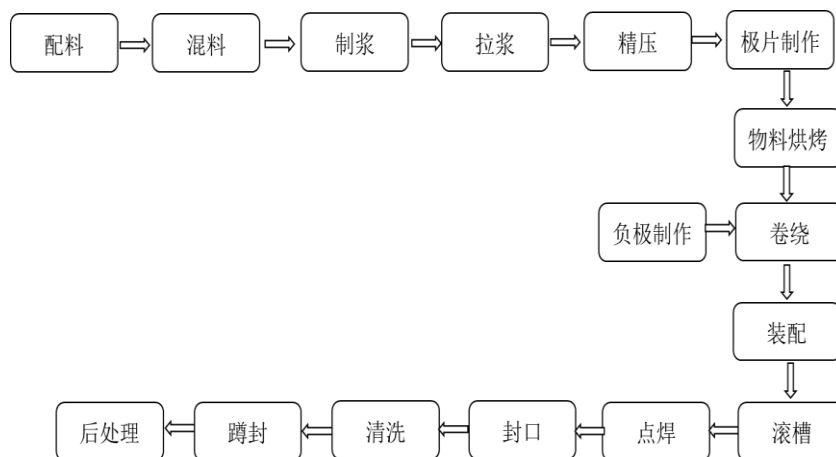 配料
混料
制浆
拉浆
精压
极片制作
物料烘烤
负极制作
卷绕
装配
滚槽
点焊
封口
清洗
蹲封
后处理